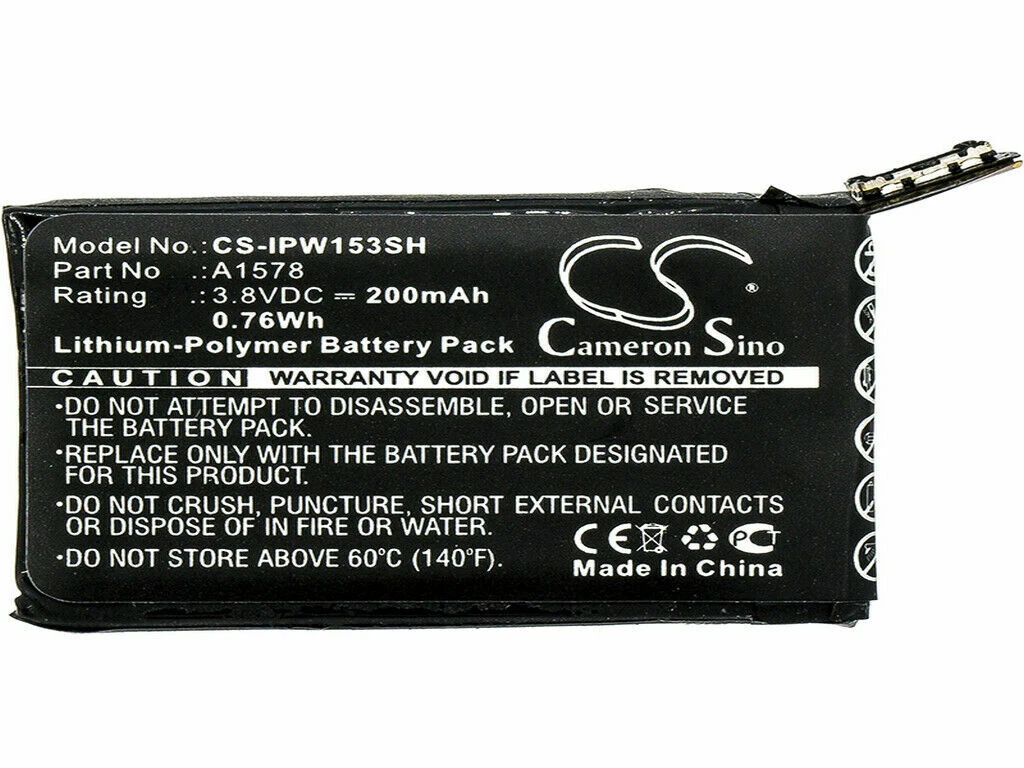 Model No.: CS-IPW153SH
Part No .: A1578
Rating .: 3.8VDC ⎓ 200mAh
0.76Wh
Lithium-Polymer Battery Pack
CS ®
Cameron Sino
CAUTION WARRANTY VOID IF LABEL IS REMOVED
·DO NOT ATTEMPT TO DISASSEMBLE, OPEN OR SERVICE
THE BATTERY PACK.
·REPLACE ONLY WITH THE BATTERY PACK DESIGNATED
FOR THIS PRODUCT.
·DO NOT CRUSH, PUNCTURE, SHORT EXTERNAL CONTACTS
OR DISPOSE OF IN FIRE OR WATER.
·DO NOT STORE ABOVE 60°C (140°F).
CE PCT
Made In China